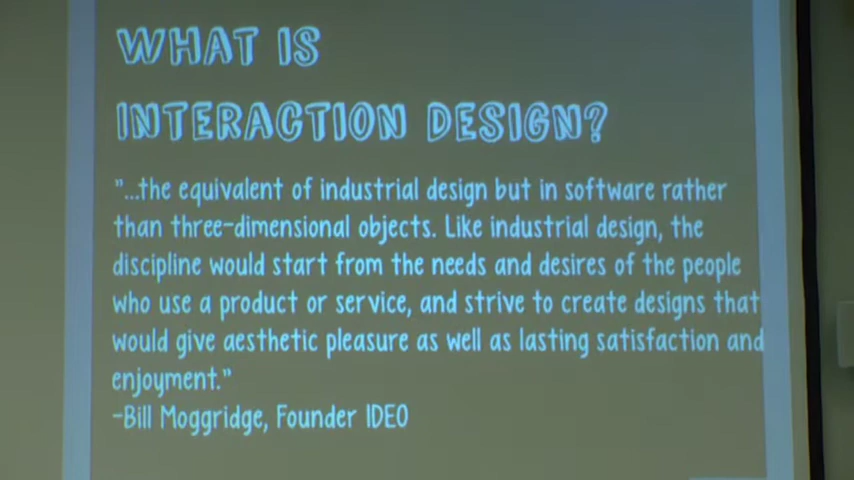 WHAT IS
INTERACTION DESIGN?
"...the equivalent of industrial design but in software rather
than three-dimensional objects. Like industrial design, the
discipline would start from the needs and desires of the people
who use a product or service, and strive to create designs that
would give aesthetic pleasure as well as lasting satisfaction and
enjoyment."
-Bill Moggridge, Founder IDEO